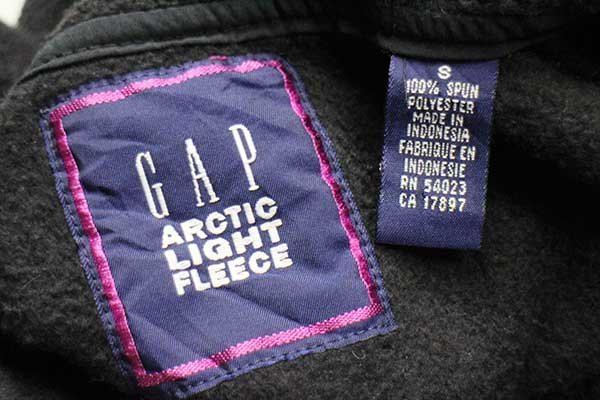 GAP
ARCTIC
LIGHT
FLEECE
S
100% SPUN
POLYESTER
MADE IN
INDONESIA
FABRIQUE EN
INDONESIE
RN 54023
CA 17897